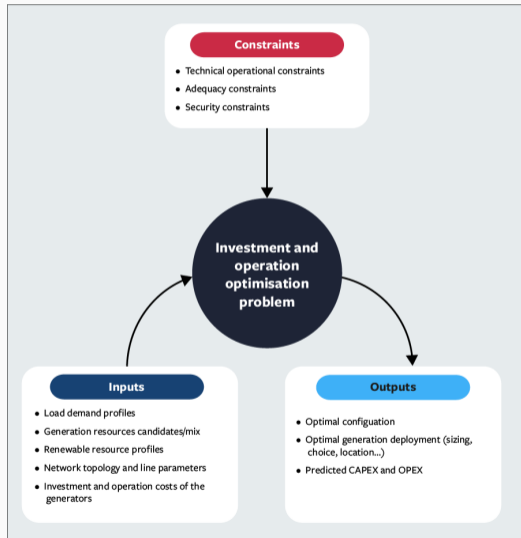 Constraints
• Technical operational constraints
• Adequacy constraints
• Security constraints
Investment and
operation
optimisation
problem
Inputs
• Load demand profiles
• Generation resources candidates/mix
• Renewable resource profiles
• Network topology and line parameters
• Investment and operation costs of the
generators
Outputs
• Optimal configuation
• Optimal generation deployment (sizing,
choice, location...)
• Predicted CAPEX and OPEX